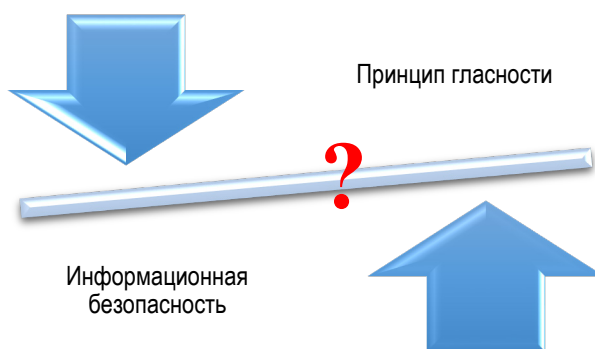 Принцип гласности
?
Информационная
безопасность